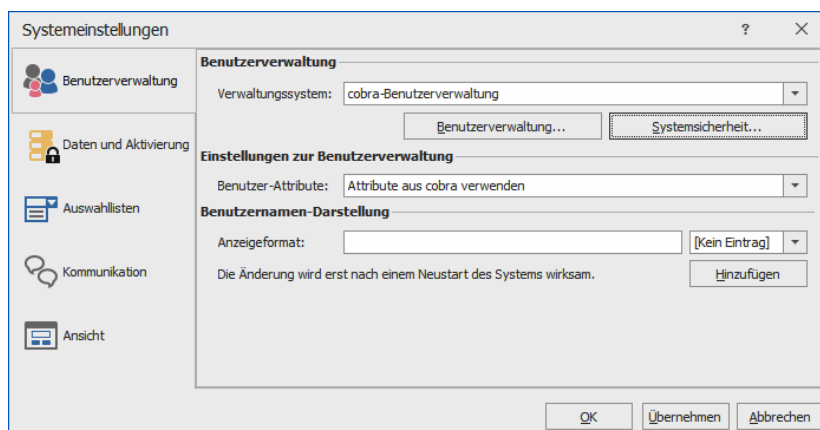 Systemeinstellungen
?
Benutzerverwaltung
Daten und Aktivierung
Auswahllisten
Kommunikation
Ansicht
Benutzerverwaltung
Verwaltungssystem: cobra-Benutzerverwaltung
Benutzerverwaltung... Systemsicherheit...
Einstellungen zur Benutzerverwaltung
Benutzer-Attribute: Attribute aus cobra verwenden
Benutzernamen-Darstellung
Anzeigeformat: [Kein Eintrag]
Die Änderung wird erst nach einem Neustart des Systems wirksam. Hinzufügen
OK Übernehmen Abbrechen